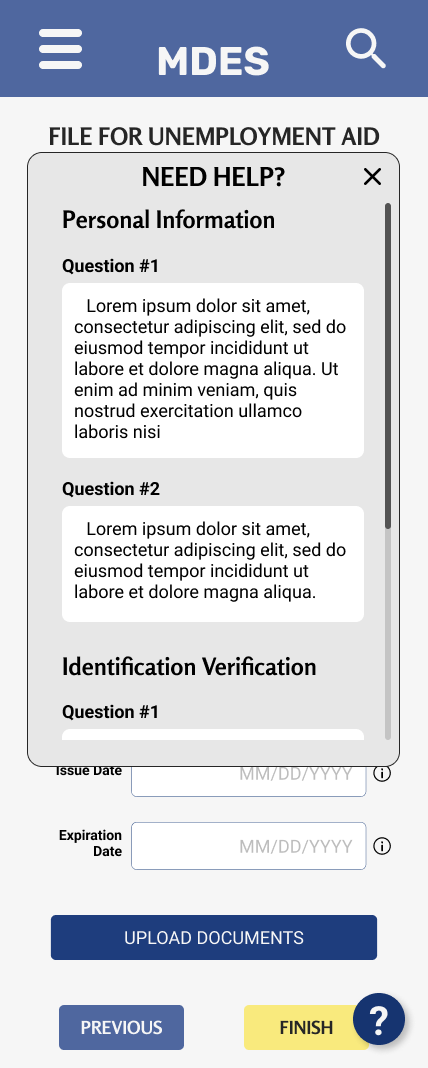 MDES
FILE FOR UNEMPLOYMENT AID
NEED HELP?
Personal Information
Question #1
Lorem ipsum dolor sit amet,
consectetur adipiscing elit, sed do
eiusmod tempor incididunt ut
labore et dolore magna aliqua. Ut
enim ad minim veniam, quis
nostrud exercitation ullamco
laboris nisi
Question #2
Lorem ipsum dolor sit amet,
consectetur adipiscing elit, sed do
eiusmod tempor incididunt ut
labore et dolore magna aliqua.
Identification Verification
Question #1
Issue Date
MM/DD/YYYY
Expiration
Date
MM/DD/YYYY
UPLOAD DOCUMENTS
PREVIOUS
FINISH
?